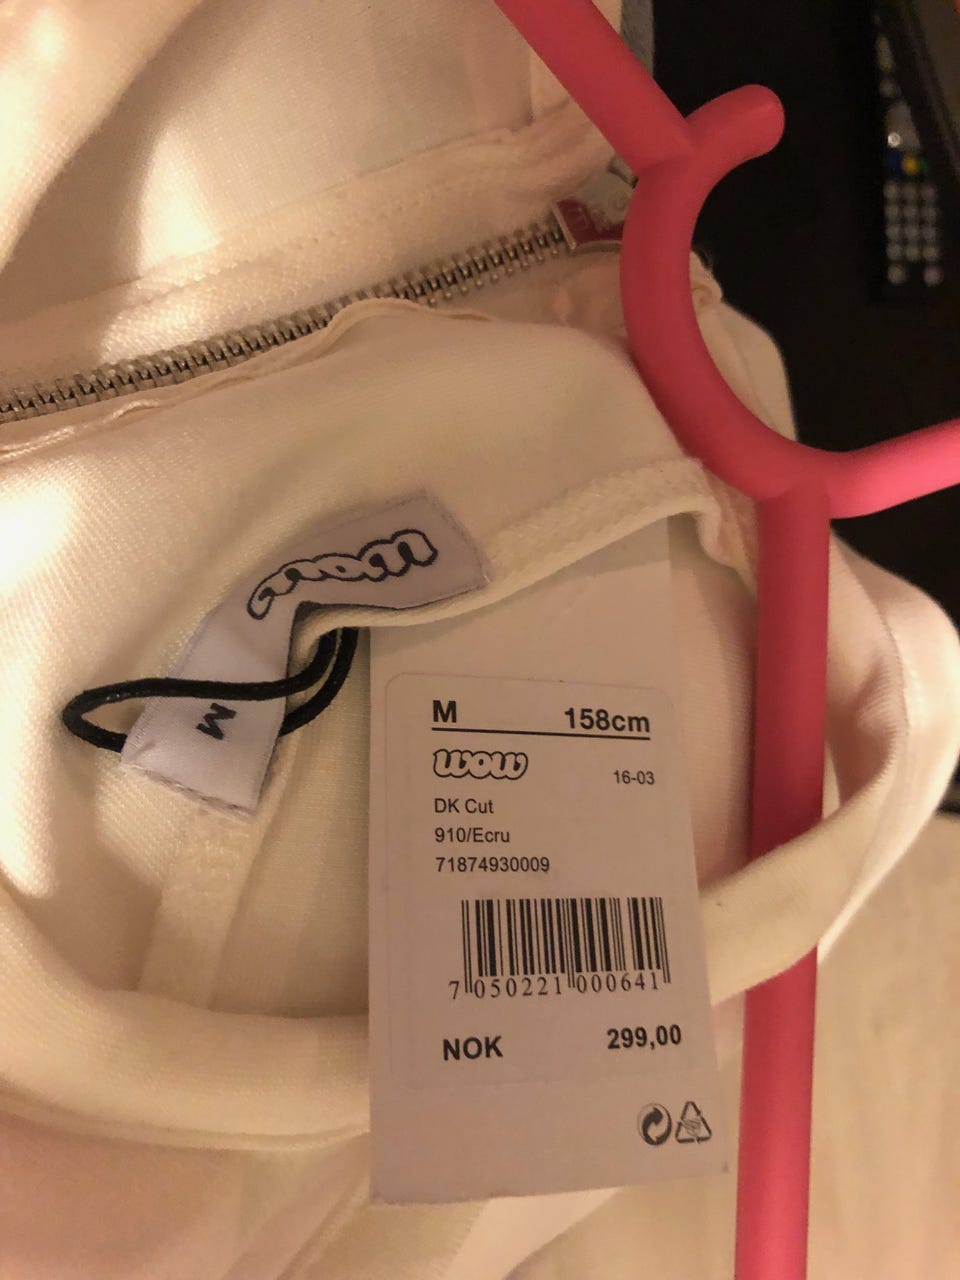 wow
M
M 158cm
wow 16-03
DK Cut
910/Ecru
71874930009
7 050221 000641
NOK 299,00